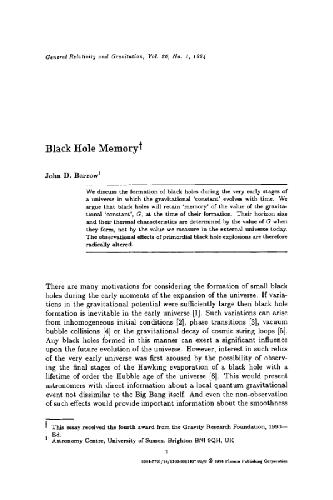 General Relativity and Gravitation, Vol. 26, No. 1, 1994
Black Hole Memory†
John D. Barrow¹
We discuss the formation of black holes during the very early stages of
a universe in which the gravitational 'constant' evolves with time. We
argue that black holes will retain 'memory' of the value of the gravita-
tional 'constant', G, at the time of their formation. Their horizon size
and their thermal characteristics are determined by the value of G when
they form, not by the value we measure in the external universe today.
The observational effects of primordial black hole explosions are therefore
radically altered.
There are many motivations for considering the formation of small black
holes during the early moments of the expansion of the universe. If varia-
tions in the gravitational potential were sufficiently large then black hole
formation is inevitable in the early universe [1]. Such variations can arise
from inhomogeneous initial conditions [2], phase transitions [3], vacuum
bubble collisions [4] or the gravitational decay of cosmic string loops [5].
Any black holes formed in this manner can exert a significant influence
upon the future evolution of the universe. However, interest in such relics
of the very early universe was first aroused by the possibility of observ-
ing the final stages of the Hawking evaporation of a black hole with a
lifetime of order the Hubble age of the universe [6]. This would present
astronomers with direct information about a local quantum gravitational
event not dissimilar to the Big Bang itself. And even the non-observation
of such effects would provide important information about the smoothness
† This essay received the fourth award from the Gravity Research Foundation,
Ed.
¹ Astronomy Centre, University of Sussex, Brighton BN1 9QH, UK
1
© 1994 Plenum Publishing Corporation